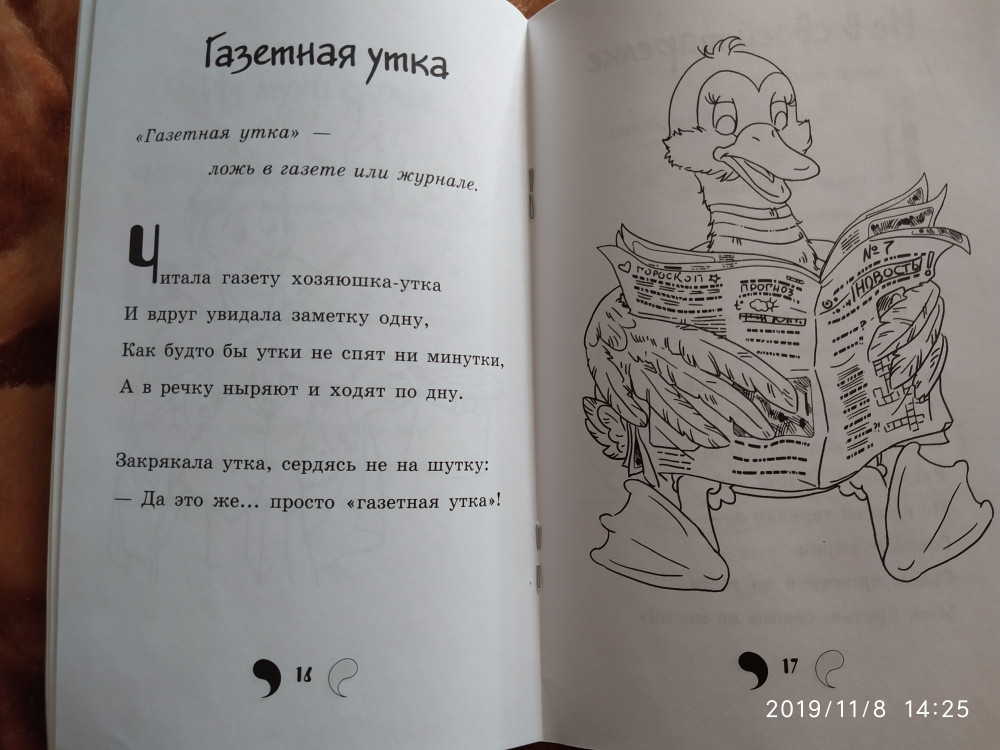 Газетная утка
«Газетная утка» —
ложь в газете или журнале.
Читала газету хозяюшка-утка
И вдруг увидала заметку одну,
Как будто бы утки не спят ни минутки,
А в речку ныряют и ходят по дну.
Закрякала утка, сердясь не на шутку:
— Да это же... просто «газетная утка»!
16
ГОРОСКОП
ПРОГНОЗ
№ 7
НОВОСТЬ!
17
2019/11/8 14:25